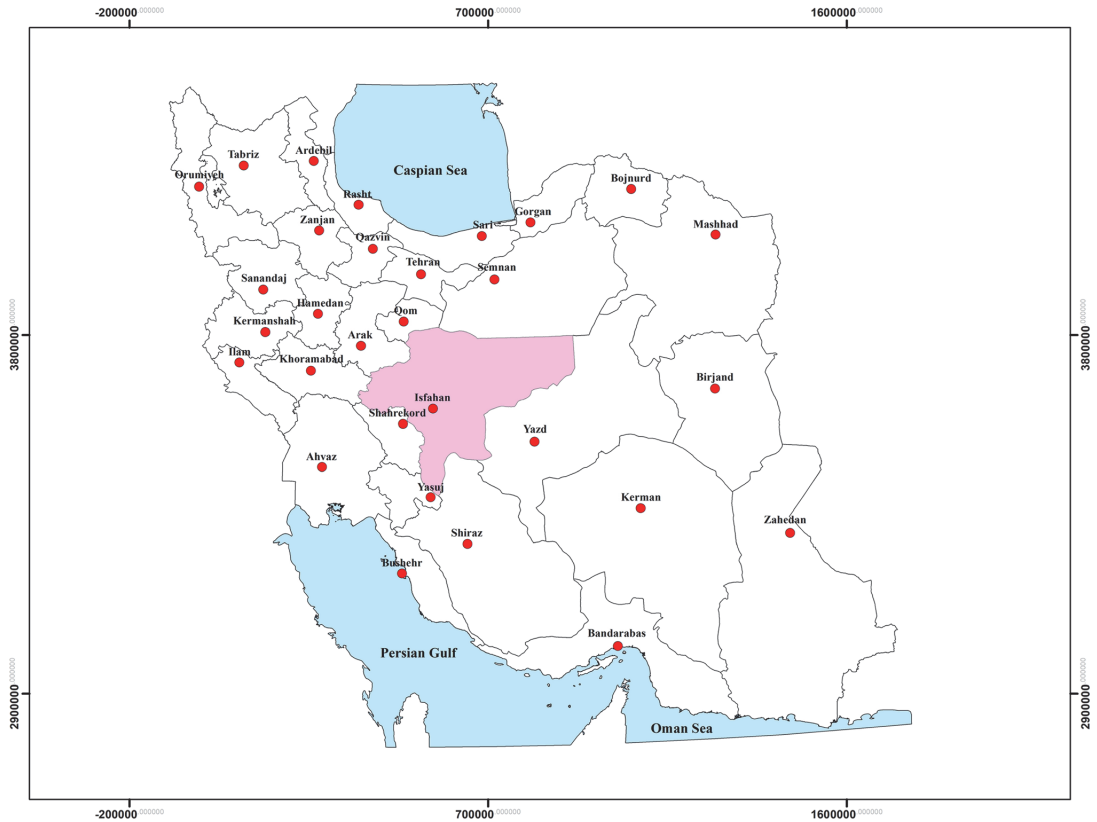 -200000.000000
700000.000000
1600000.000000
Caspian Sea
Tabriz
Ardebil
Orumiyeh
Bojnurd
Rasht
Gorgan
Zanjan
Sari
Mashhad
Qazvin
Tehran
Semnan
Sanandaj
Hamedan
Qom
Kermanshah
Arak
3800000.000000
3800000.000000
Ilam
Khoramabad
Birjand
Isfahan
Shahrekord
Yazd
Ahvaz
Yasuj
Kerman
Zahedan
Shiraz
Bushehr
Bandarabas
Persian Gulf
2900000.000000
2900000.000000
Oman Sea
-200000.000000
700000.000000
1600000.000000